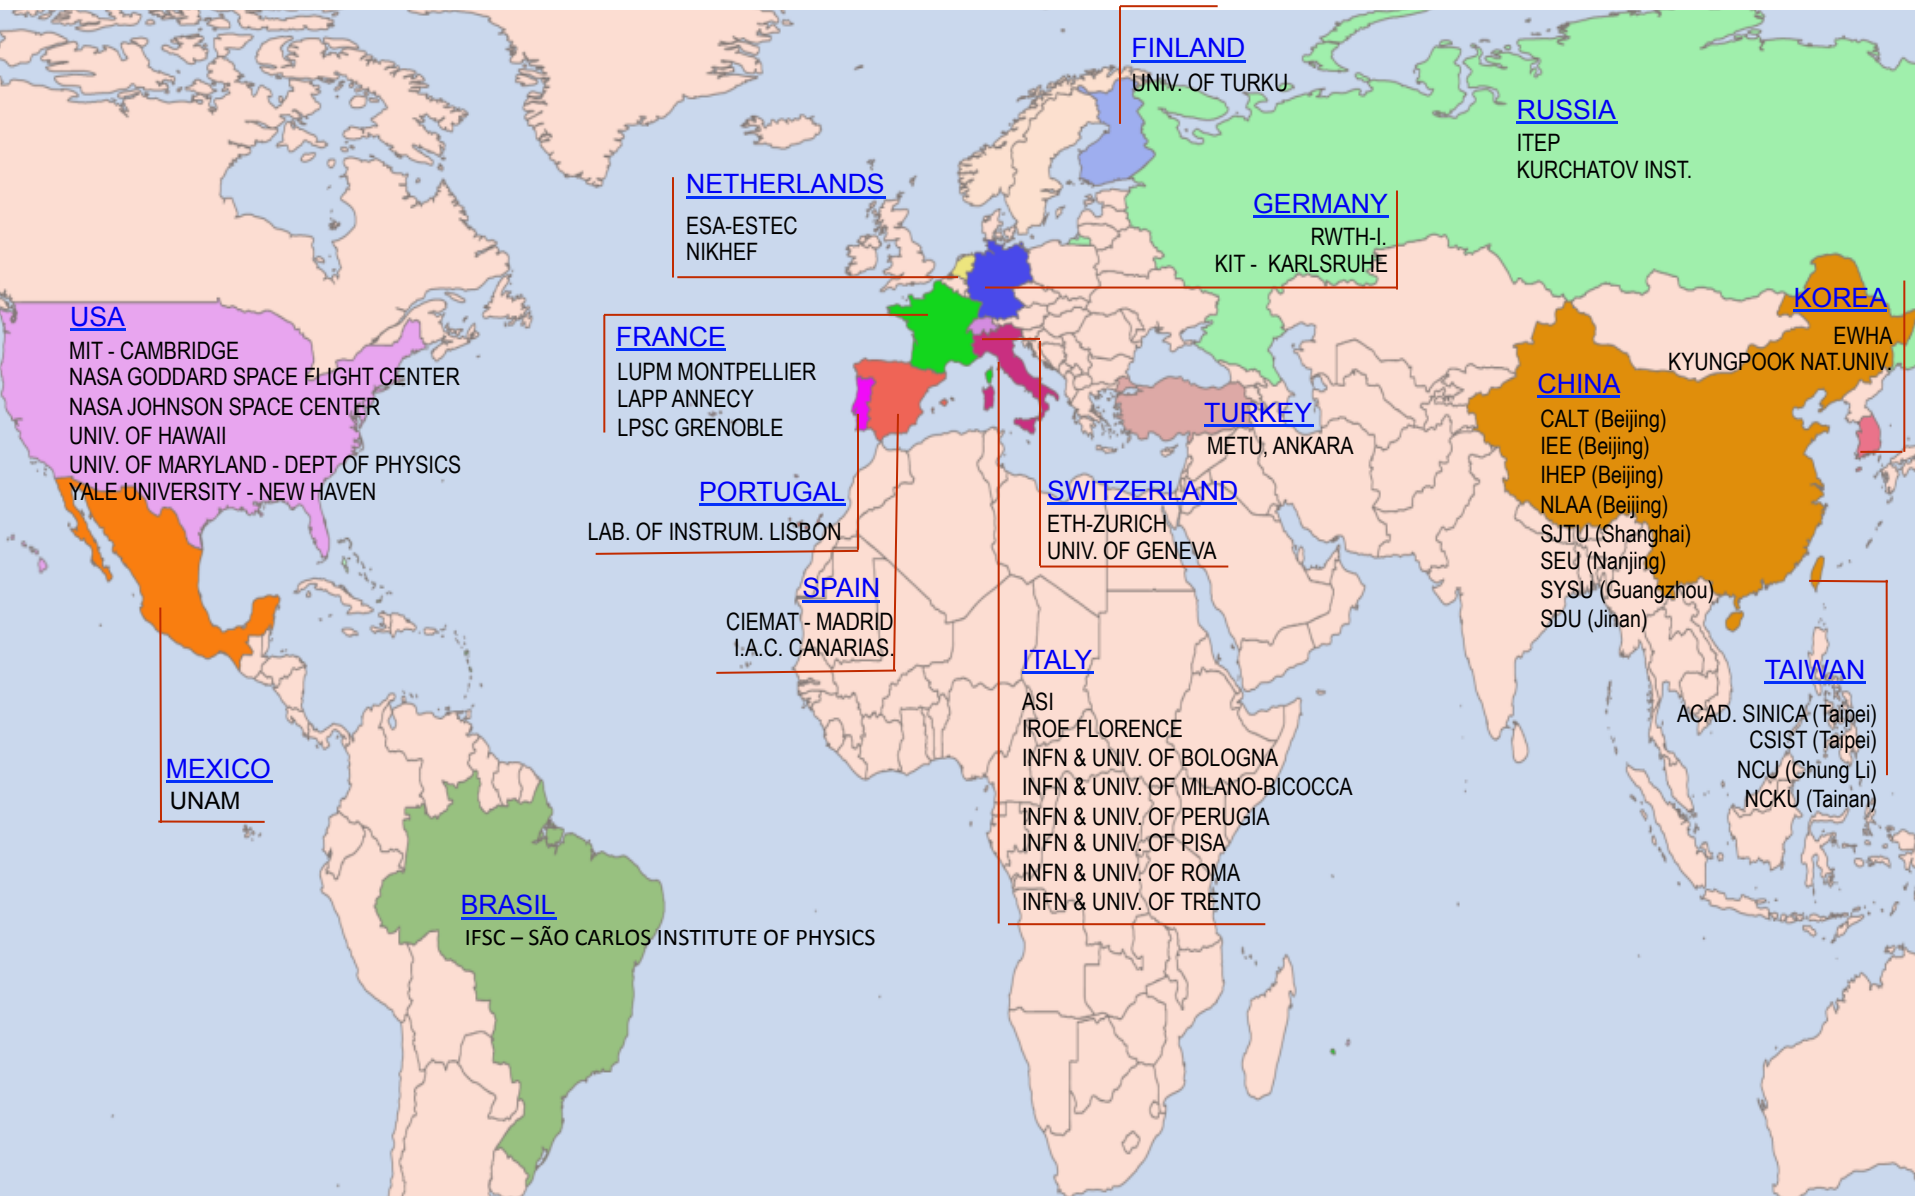 FINLAND
UNIV. OF TURKU
RUSSIA
ITEP
KURCHATOV INST.
NETHERLANDS
ESA-ESTEC
NIKHEF
GERMANY
RWTH-I.
KIT - KARLSRUHE
USA
MIT - CAMBRIDGE
NASA GODDARD SPACE FLIGHT CENTER
NASA JOHNSON SPACE CENTER
UNIV. OF HAWAII
UNIV. OF MARYLAND - DEPT OF PHYSICS
YALE UNIVERSITY - NEW HAVEN
FRANCE
LUPM MONTPELLIER
LAPP ANNECY
LPSC GRENOBLE
KOREA
EWHA
KYUNGPOOK NAT.UNIV.
TURKEY
METU, ANKARA
CHINA
CALT (Beijing)
IEE (Beijing)
IHEP (Beijing)
NLAA (Beijing)
SJTU (Shanghai)
SEU (Nanjing)
SYSU (Guangzhou)
SDU (Jinan)
PORTUGAL
LAB. OF INSTRUM. LISBON
SWITZERLAND
ETH-ZURICH
UNIV. OF GENEVA
SPAIN
CIEMAT - MADRID
I.A.C. CANARIAS.
ITALY
ASI
IROE FLORENCE
INFN & UNIV. OF BOLOGNA
INFN & UNIV. OF MILANO-BICOCCA
INFN & UNIV. OF PERUGIA
INFN & UNIV. OF PISA
INFN & UNIV. OF ROMA
INFN & UNIV. OF TRENTO
TAIWAN
ACAD. SINICA (Taipei)
CSIST (Taipei)
NCU (Chung Li)
NCKU (Tainan)
MEXICO
UNAM
BRASIL
IFSC – SÃO CARLOS INSTITUTE OF PHYSICS